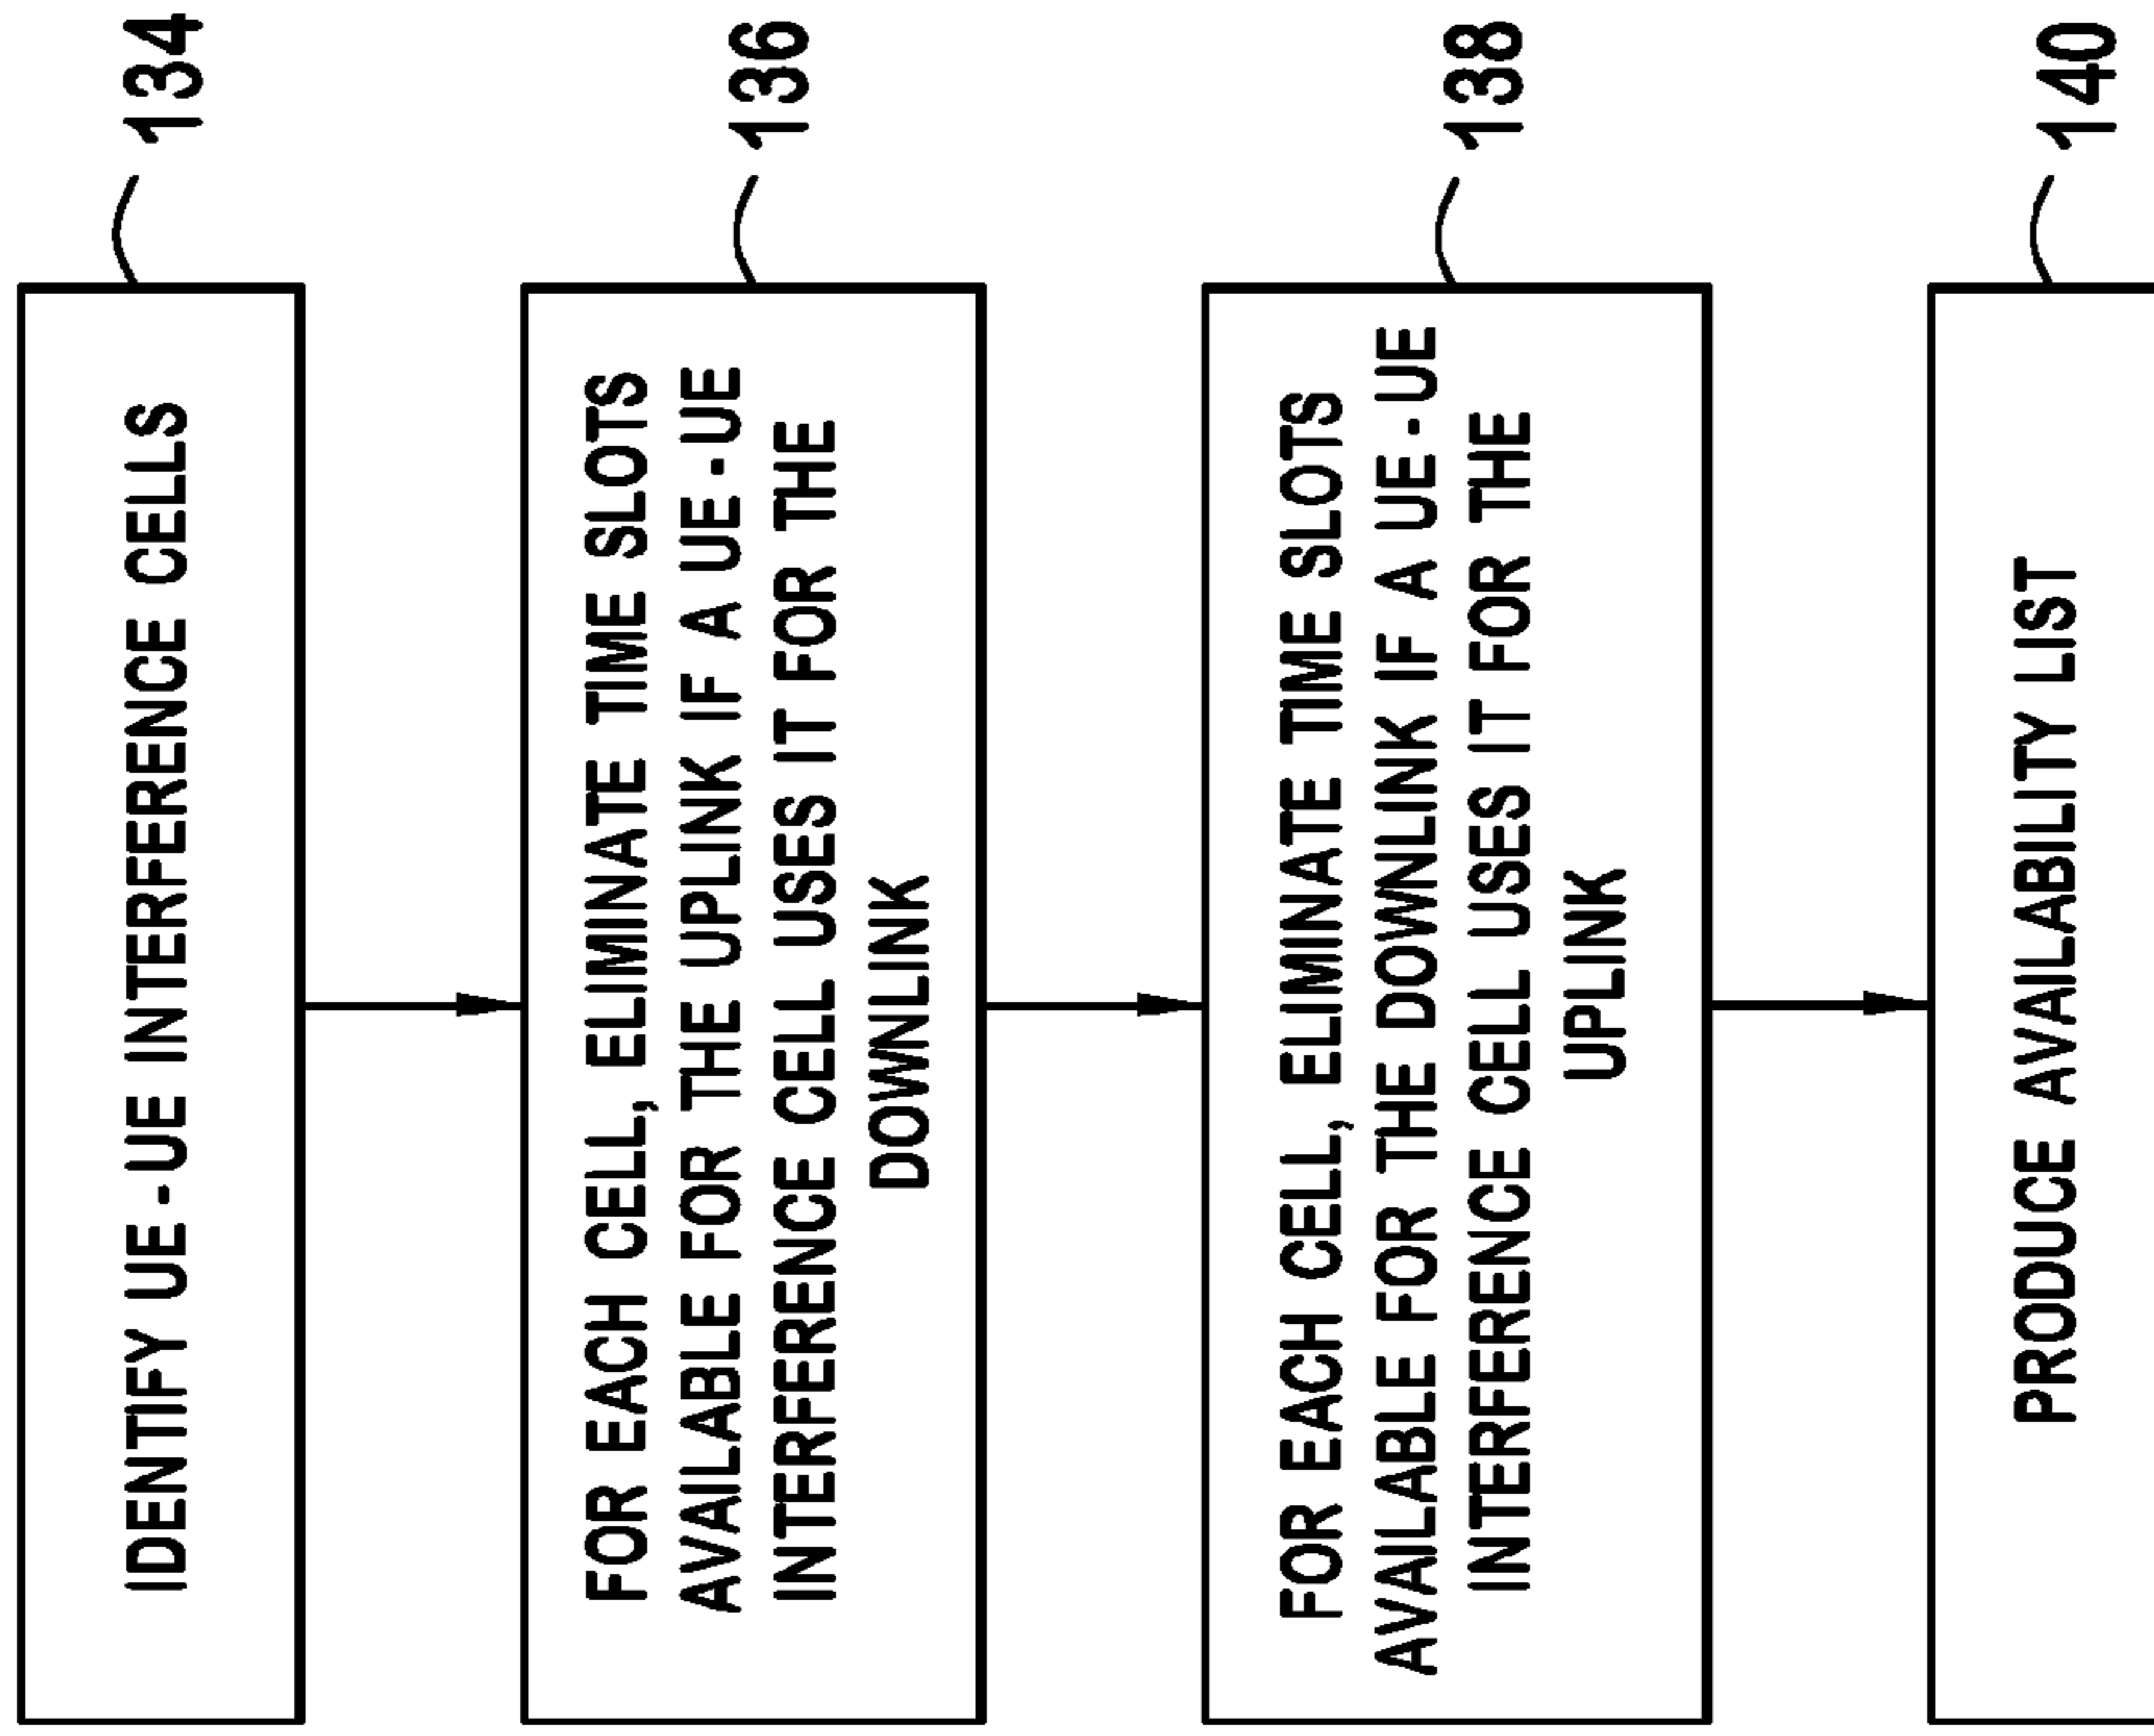 134
IDENTIFY UE-UE INTERFERENCE CELLS
136
FOR EACH CELL, ELIMINATE TIME SLOTS
AVAILABLE FOR THE UPLINK IF A UE-UE
INTERFERENCE CELL USES IT FOR THE
DOWNLINK
138
FOR EACH CELL, ELIMINATE TIME SLOTS
AVAILABLE FOR THE DOWNLINK IF A UE-UE
INTERFERENCE CELL USES IT FOR THE
UPLINK
140
PRODUCE AVAILABILITY LIST